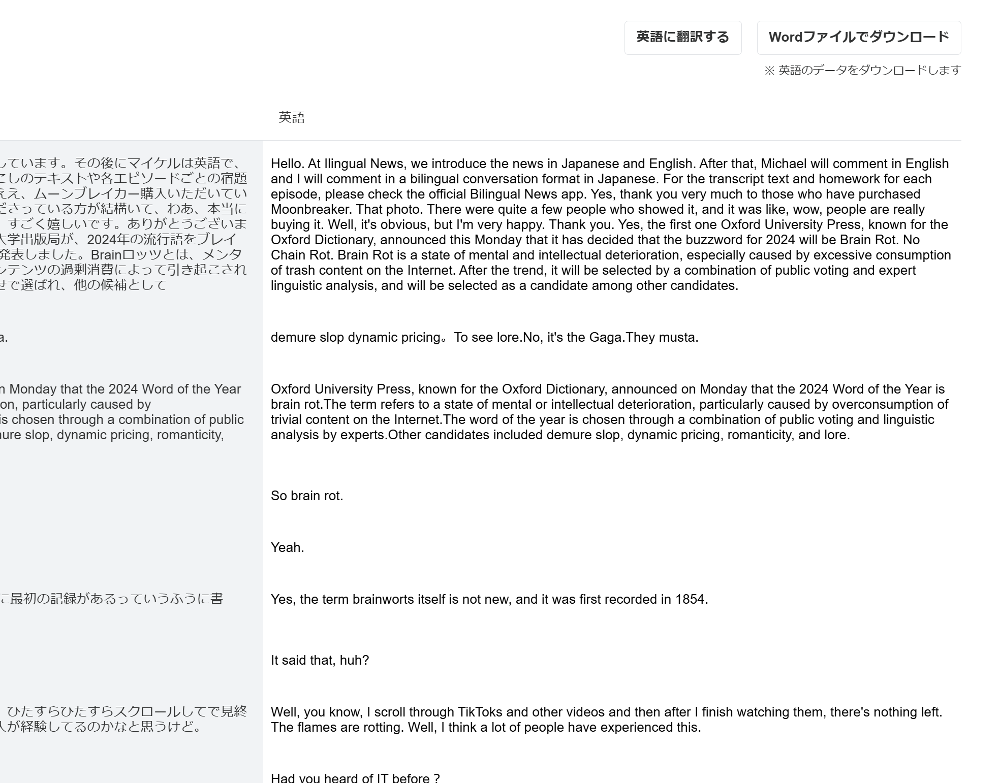 英語に翻訳する
Wordファイルでダウンロード
※ 英語のデータをダウンロードします
英語
しています。その後にマイケルは英語で、
こしのテキストや各エピソードごとの宿題
ええ、ムーンブレイカー購入いただいてい
ださっている方が結構いて、わあ、本当に
すごく嬉しいです。ありがとうございま
大学出版局が、2024年の流行語をブレイ
発表しました。Brainロッツとは、メンタ
ンテンツの過剰消費によって引き起こされ
せで選ばれ、他の候補として
Hello. At Ilingual News, we introduce the news in Japanese and English. After that, Michael will comment in English
and I will comment in a bilingual conversation format in Japanese. For the transcript text and homework for each
episode, please check the official Bilingual News app. Yes, thank you very much to those who have purchased
Moonbreaker. That photo. There were quite a few people who showed it, and it was like, wow, people are really
buying it. Well, it's obvious, but I'm very happy. Thank you. Yes, the first one Oxford University Press, known for the
Oxford Dictionary, announced this Monday that it has decided that the buzzword for 2024 will be Brain Rot. No
Chain Rot. Brain Rot is a state of mental and intellectual deterioration, especially caused by excessive consumption
of trash content on the Internet. After the trend, it will be selected by a combination of public voting and expert
linguistic analysis, and will be selected as a candidate among other candidates.
a.
demure slop dynamic pricing。To see lore.No, it's the Gaga.They musta.
n Monday that the 2024 Word of the Year
on, particularly caused by
is chosen through a combination of public
ure slop, dynamic pricing, romanticity,
Oxford University Press, known for the Oxford Dictionary, announced on Monday that the 2024 Word of the Year is
brain rot.The term refers to a state of mental or intellectual deterioration, particularly caused by overconsumption of
trivial content on the Internet.The word of the year is chosen through a combination of public voting and linguistic
analysis by experts.Other candidates included demure slop, dynamic pricing, romanticity, and lore.
So brain rot.
Yeah.
に最初の記録があるっていうふうに書
Yes, the term brainworts itself is not new, and it was first recorded in 1854.
It said that, huh?
ひたすらひたすらスクロールしてで見終
人が経験してるのかなと思うけど。
Well, you know, I scroll through TikToks and other videos and then after I finish watching them, there's nothing left.
The flames are rotting. Well, I think a lot of people have experienced this.
Had you heard of IT before？